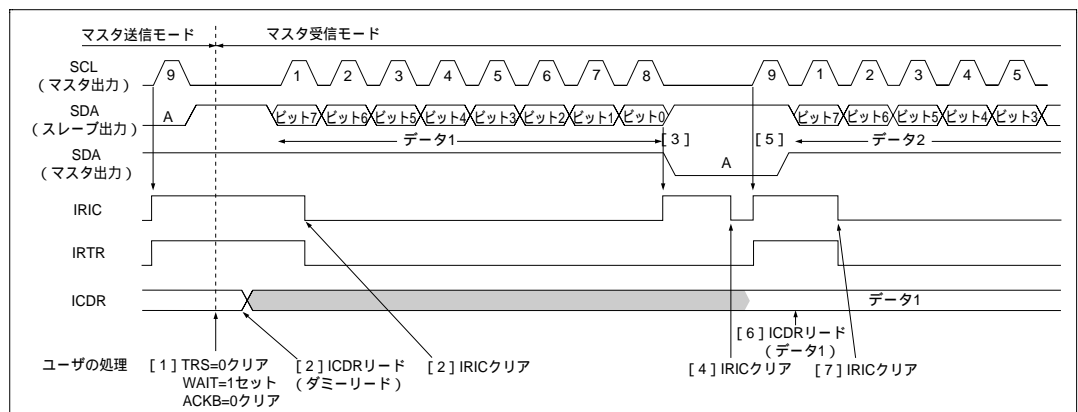 マスタ送信モード マスタ受信モード
SCL
(マスタ出力)
9 1 2 3 4 5 6 7 8 9 1 2 3 4 5
SDA
(スレーブ出力)
A ビット7 ビット6 ビット5 ビット4 ビット3 ビット2 ビット1 ビット0 ビット7 ビット6 ビット5 ビット4 ビット3
データ1 [3] [5] データ2
SDA
(マスタ出力)
A
IRIC
IRTR
ICDR データ1
[6] ICDRリード
(データ1)
ユーザの処理 [1] TRS=0クリア
WAIT=1セット
ACKB=0クリア
[2] ICDRリード
(ダミーリード)
[2] IRICクリア
[4] IRICクリア
[7] IRICクリア